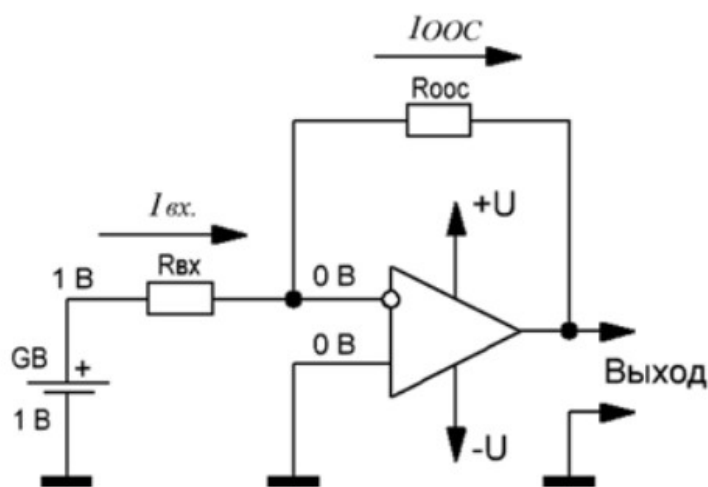 IООС
Rоос
+U
Iвх.
Rвх
1 В
0 В
0 В
GB
+
1 В
Выход
-U